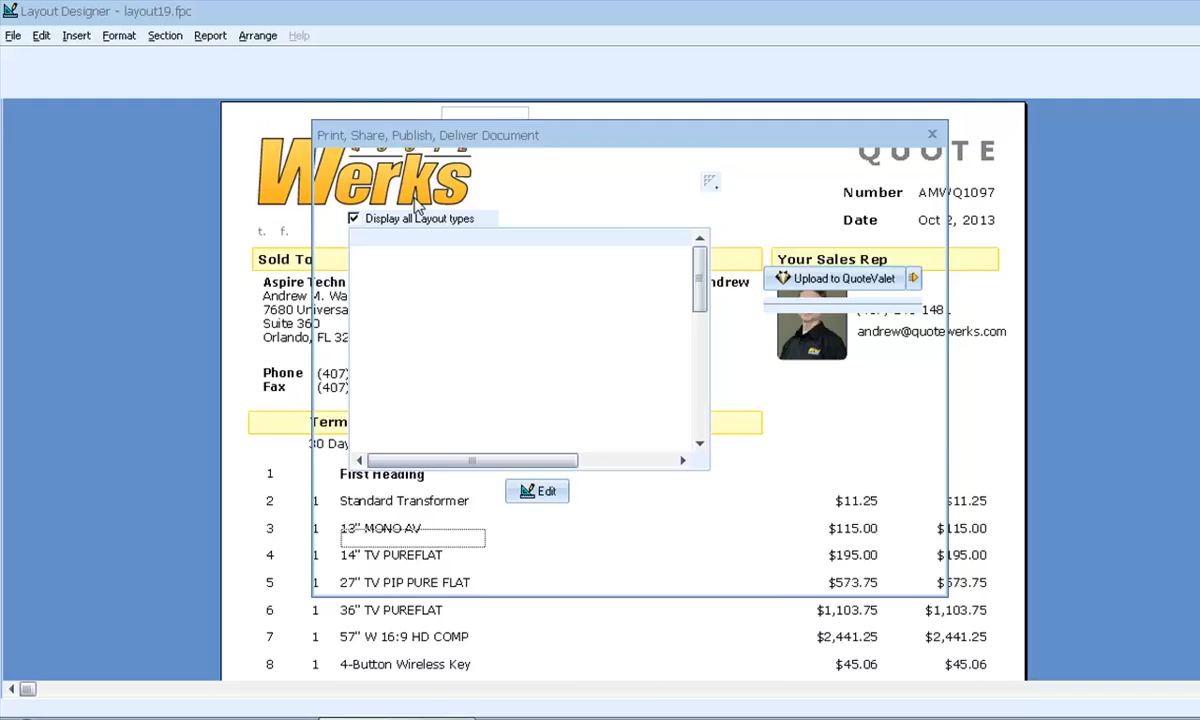 Layout Designer - layout19.fpc
File Edit Insert Format Section Report Arrange Help
Print, Share, Publish, Deliver Document
QUOTE
Werks
Number AMWQ1097
Display all Layout types
Date Oct 2, 2013
t. f.
Sold To
Your Sales Rep
Aspire Techn
ndrew
Upload to QuoteValet
Andrew M. Wa
7680 Universa
Suite 360
andrew@quotewerks.com
Orlando, FL 32
Phone (407)
Fax (407)
Term
30 Day
1 First Heading
Edit
2 1 Standard Transformer $11.25 $11.25
3 1 13" MONO AV $115.00 $115.00
4 1 14" TV PUREFLAT $195.00 $195.00
5 1 27" TV PIP PURE FLAT $573.75 $573.75
6 1 36" TV PUREFLAT $1,103.75 $1,103.75
7 1 57" W 16:9 HD COMP $2,441.25 $2,441.25
8 1 4-Button Wireless Key $45.06 $45.06